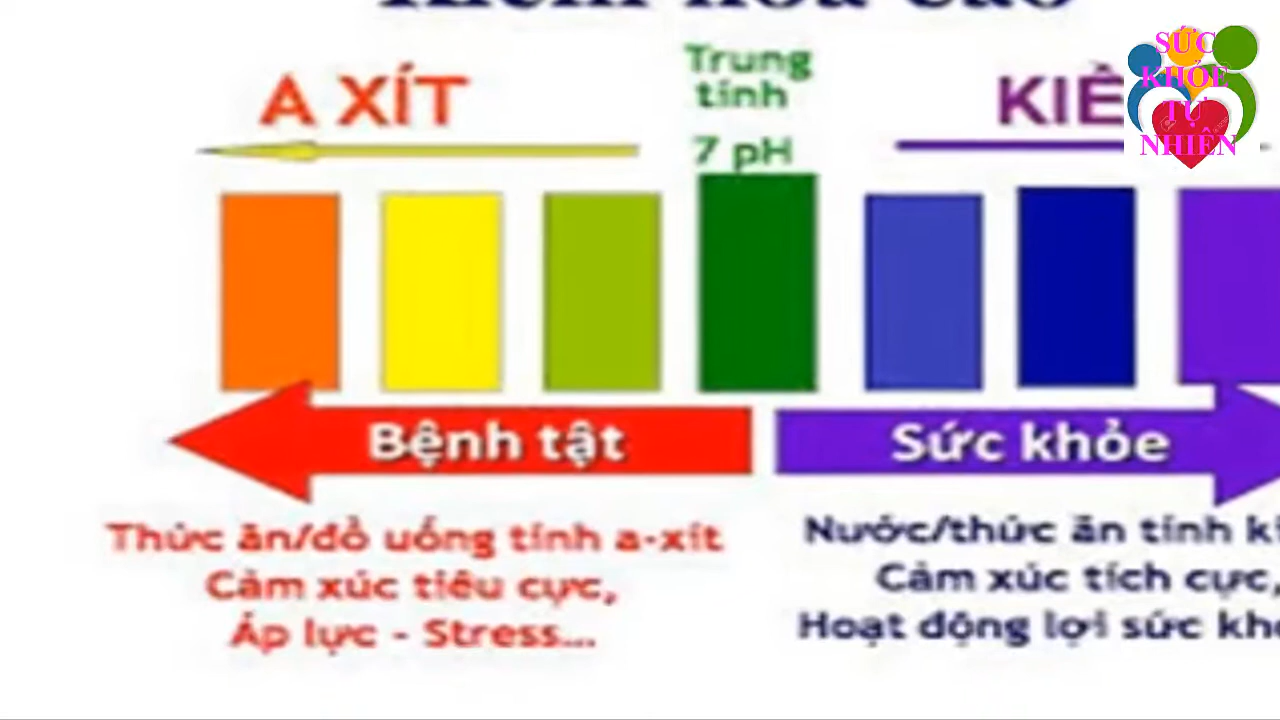 A XÍT
Trung
tính
7 pH
KIỀ
SỨC
KHỎE
TỰ
NHIÊN
Bệnh tật
Sức khỏe
Thức ăn/đồ uống tính a-xít
Cảm xúc tiêu cực,
Áp lực - Stress...
Nước/thức ăn tính k
Cảm xúc tích cực,
Hoạt động lợi sức kh